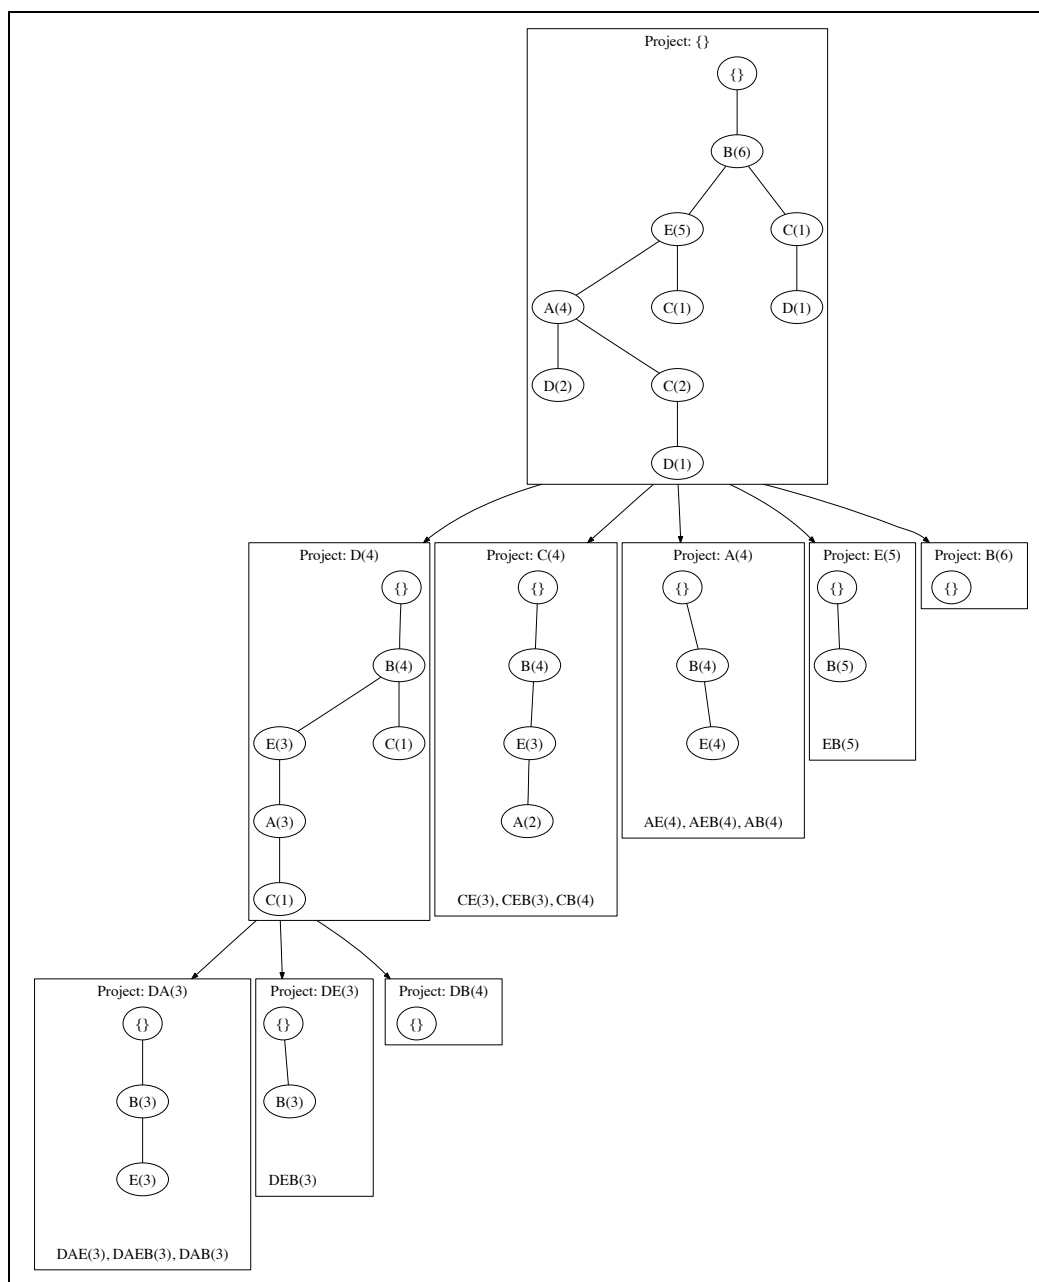 Project: {}
{}
B(6)
E(5) C(1)
A(4) C(1) D(1)
D(2) C(2)
D(1)
Project: D(4) Project: C(4) Project: A(4) Project: E(5) Project: B(6)
{} {} {} {} {}
B(4) B(4) B(4) B(5)
E(3) C(1) E(3) E(4) EB(5)
A(3) A(2) AE(4), AEB(4), AB(4)
C(1) CE(3), CEB(3), CB(4)
Project: DA(3) Project: DE(3) Project: DB(4)
{} {} {}
B(3) B(3)
E(3) DEB(3)
DAE(3), DAEB(3), DAB(3)